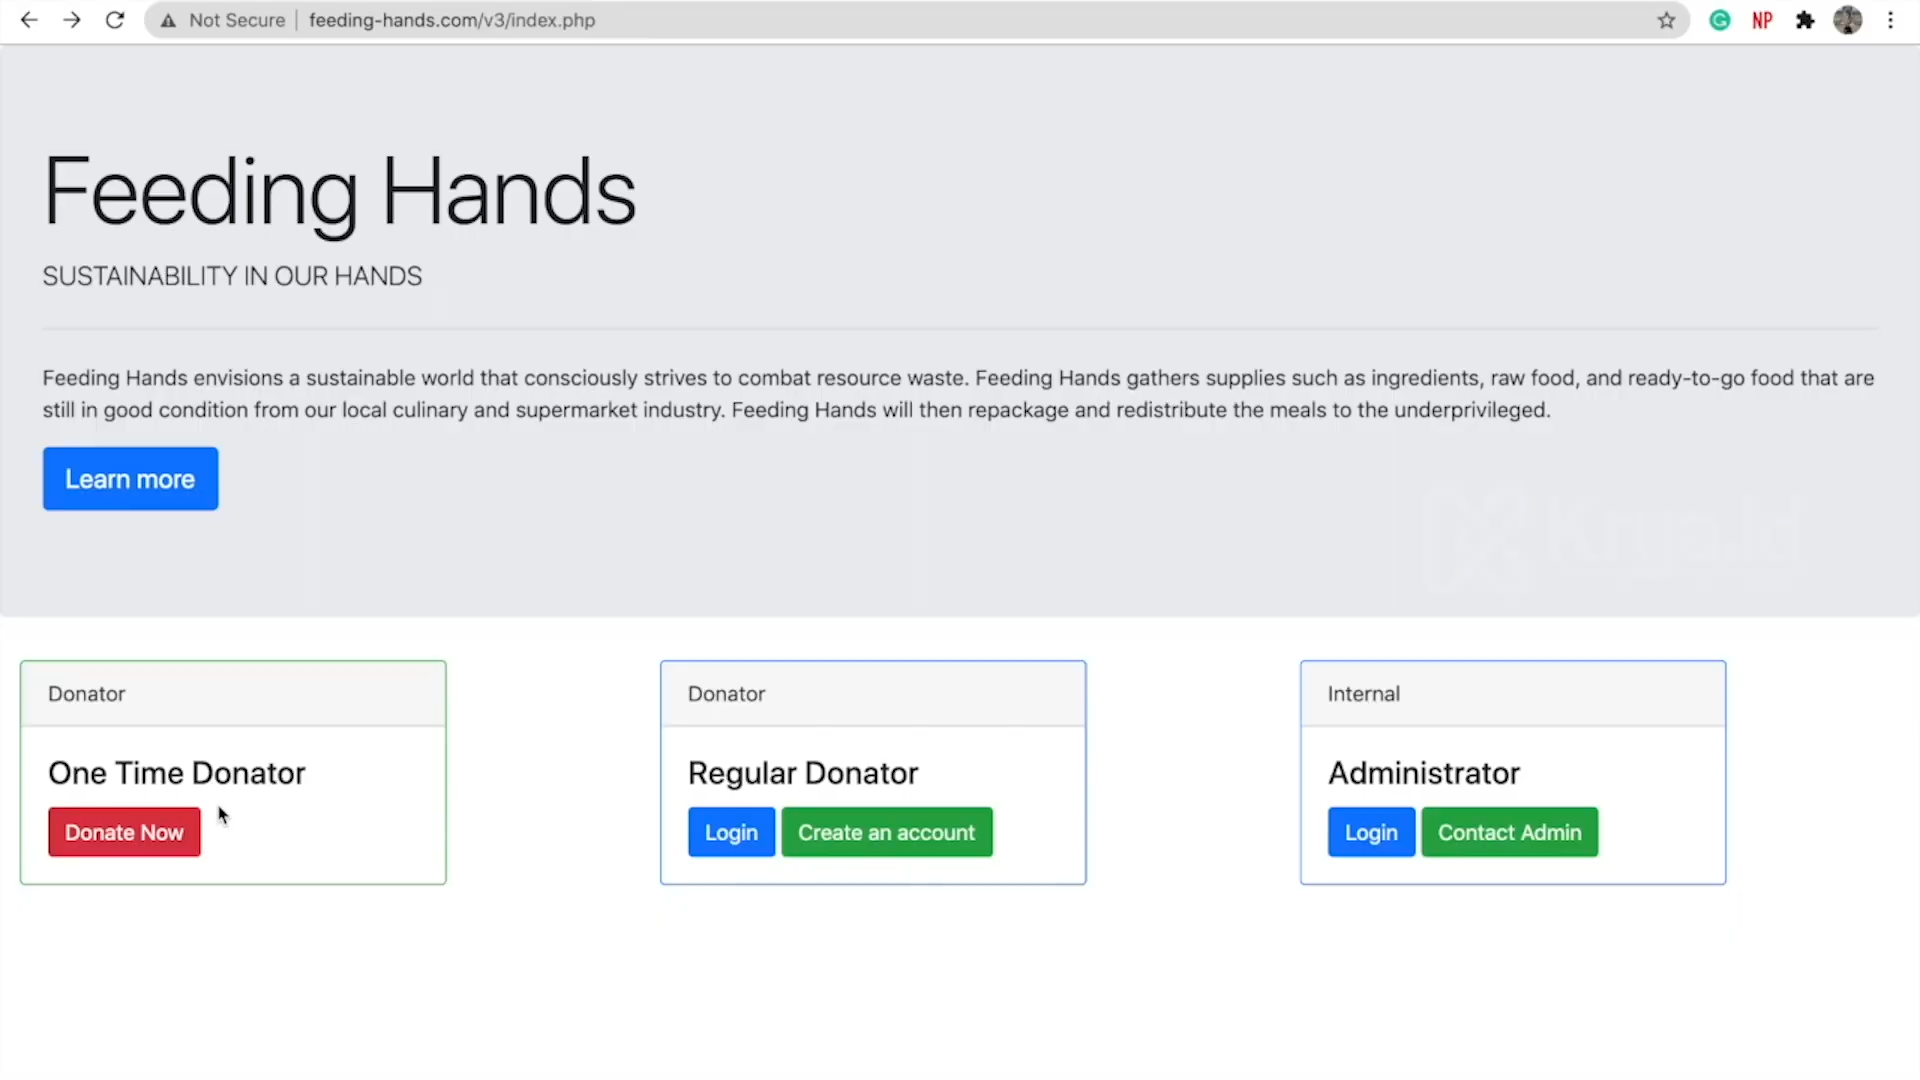 Not Secure | feeding-hands.com/v3/index.php
NP
Feeding Hands
SUSTAINABILITY IN OUR HANDS
Feeding Hands envisions a sustainable world that consciously strives to combat resource waste. Feeding Hands gathers supplies such as ingredients, raw food, and ready-to-go food that are
still in good condition from our local culinary and supermarket industry. Feeding Hands will then repackage and redistribute the meals to the underprivileged.
Learn more
Donator
One Time Donator
Donate Now
Donator
Regular Donator
Login
Create an account
Internal
Administrator
Login
Contact Admin